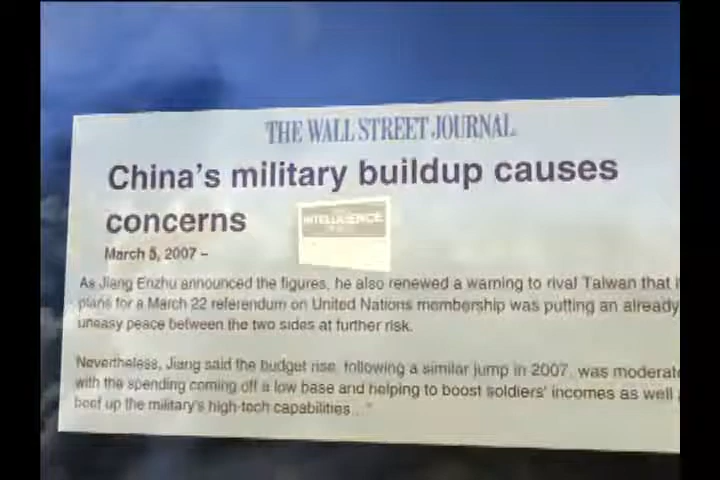 THE WALL STREET JOURNAL
China's military buildup causes
concerns
INTELLIGENCE
March 5, 2007 –
As Jiang Enzhu announced the figures, he also renewed a warning to rival Taiwan that i
plans for a March 22 referendum on United Nations membership was putting an already
uneasy peace between the two sides at further risk.
Nevertheless, Jiang said the budget rise, following a similar jump in 2007, was moderate
with the spending coming off a low base and helping to boost soldiers' incomes as well
beef up the military's high-tech capabilities..."